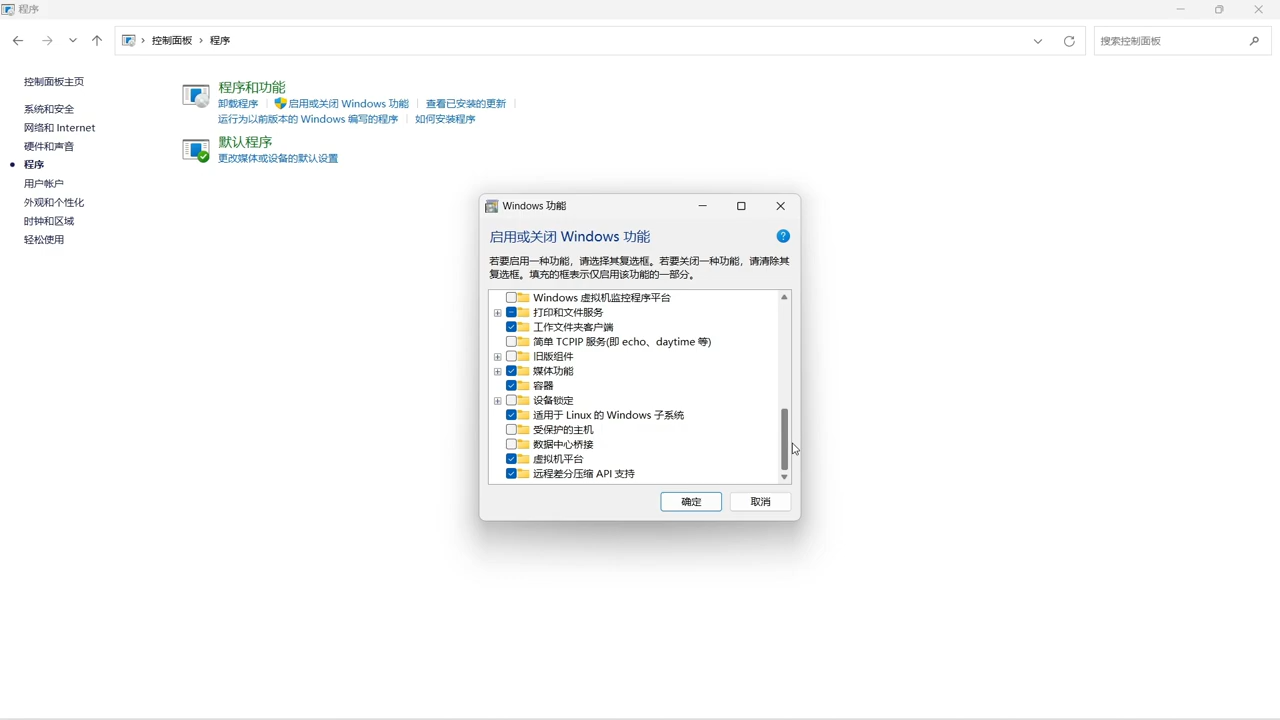 程序
控制面板 › 程序
搜索控制面板
控制面板主页
系统和安全
网络和 Internet
硬件和声音
程序
用户帐户
外观和个性化
时钟和区域
轻松使用
程序和功能
卸载程序
启用或关闭 Windows 功能
查看已安装的更新
运行为以前版本的 Windows 编写的程序
如何安装程序
默认程序
更改媒体或设备的默认设置
Windows 功能
启用或关闭 Windows 功能
若要启用一种功能，请选择其复选框。若要关闭一种功能，请清除其
复选框。填充的框表示仅启用该功能的一部分。
Windows 虚拟机监控程序平台
打印和文件服务
工作文件夹客户端
简单 TCPIP 服务(即 echo、daytime 等)
旧版组件
媒体功能
容器
设备锁定
适用于 Linux 的 Windows 子系统
受保护的主机
数据中心桥接
虚拟机平台
远程差分压缩 API 支持
确定
取消